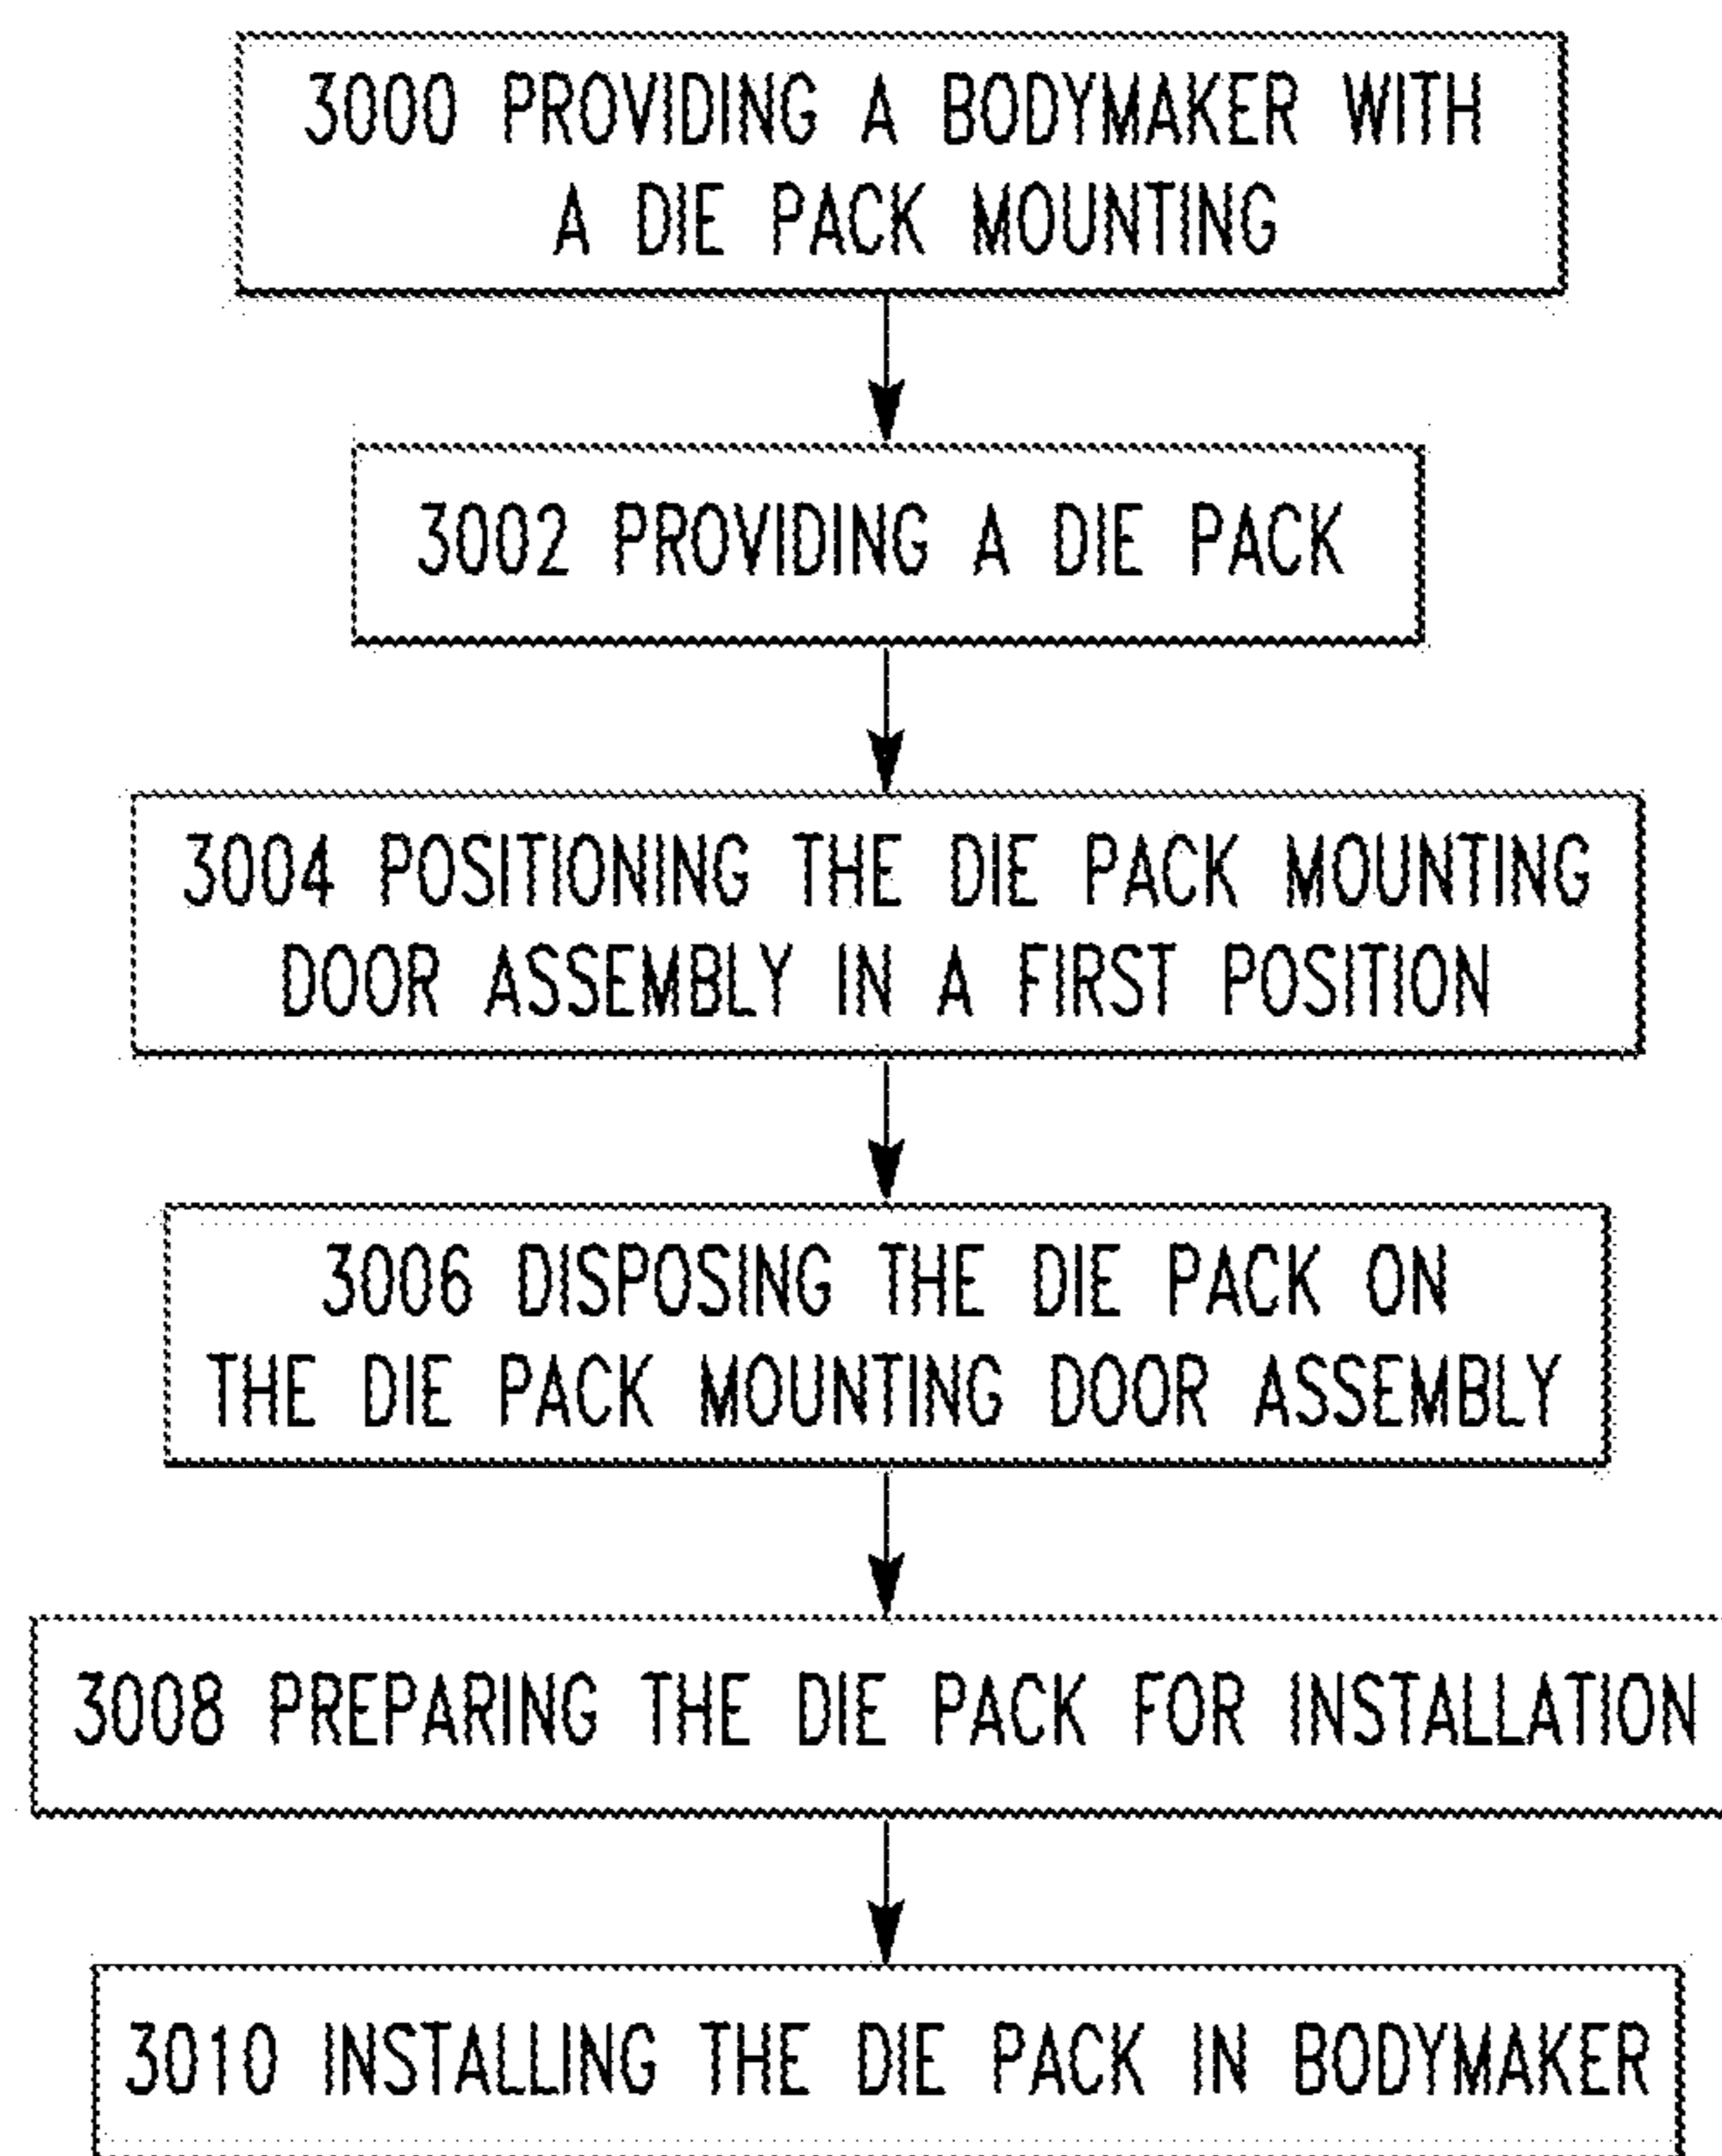 3000 PROVIDING A BODYMAKER WITH
A DIE PACK MOUNTING
3002 PROVIDING A DIE PACK
3004 POSITIONING THE DIE PACK MOUNTING
DOOR ASSEMBLY IN A FIRST POSITION
3006 DISPOSING THE DIE PACK ON
THE DIE PACK MOUNTING DOOR ASSEMBLY
3008 PREPARING THE DIE PACK FOR INSTALLATION
3010 INSTALLING THE DIE PACK IN BODYMAKER